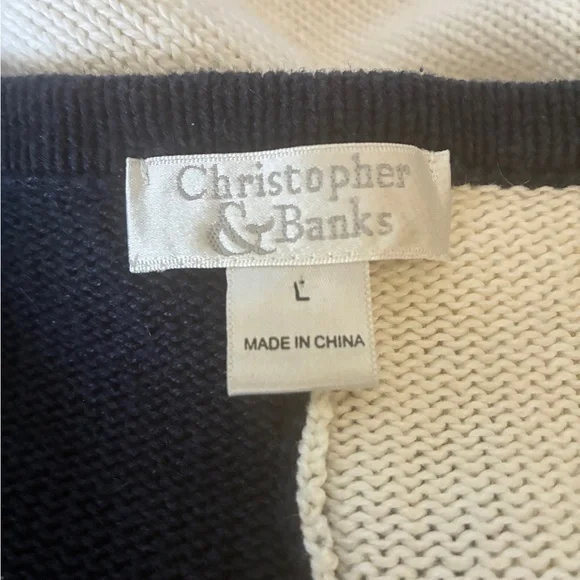 Christopher
& Banks
L
MADE IN CHINA